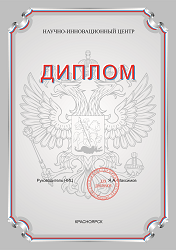 НАУЧНО-ИННОВАЦИОННЫЙ ЦЕНТР
ДИПЛОМ
Руководитель НИЦ
Я.А. Максимов
КРАСНОЯРСК